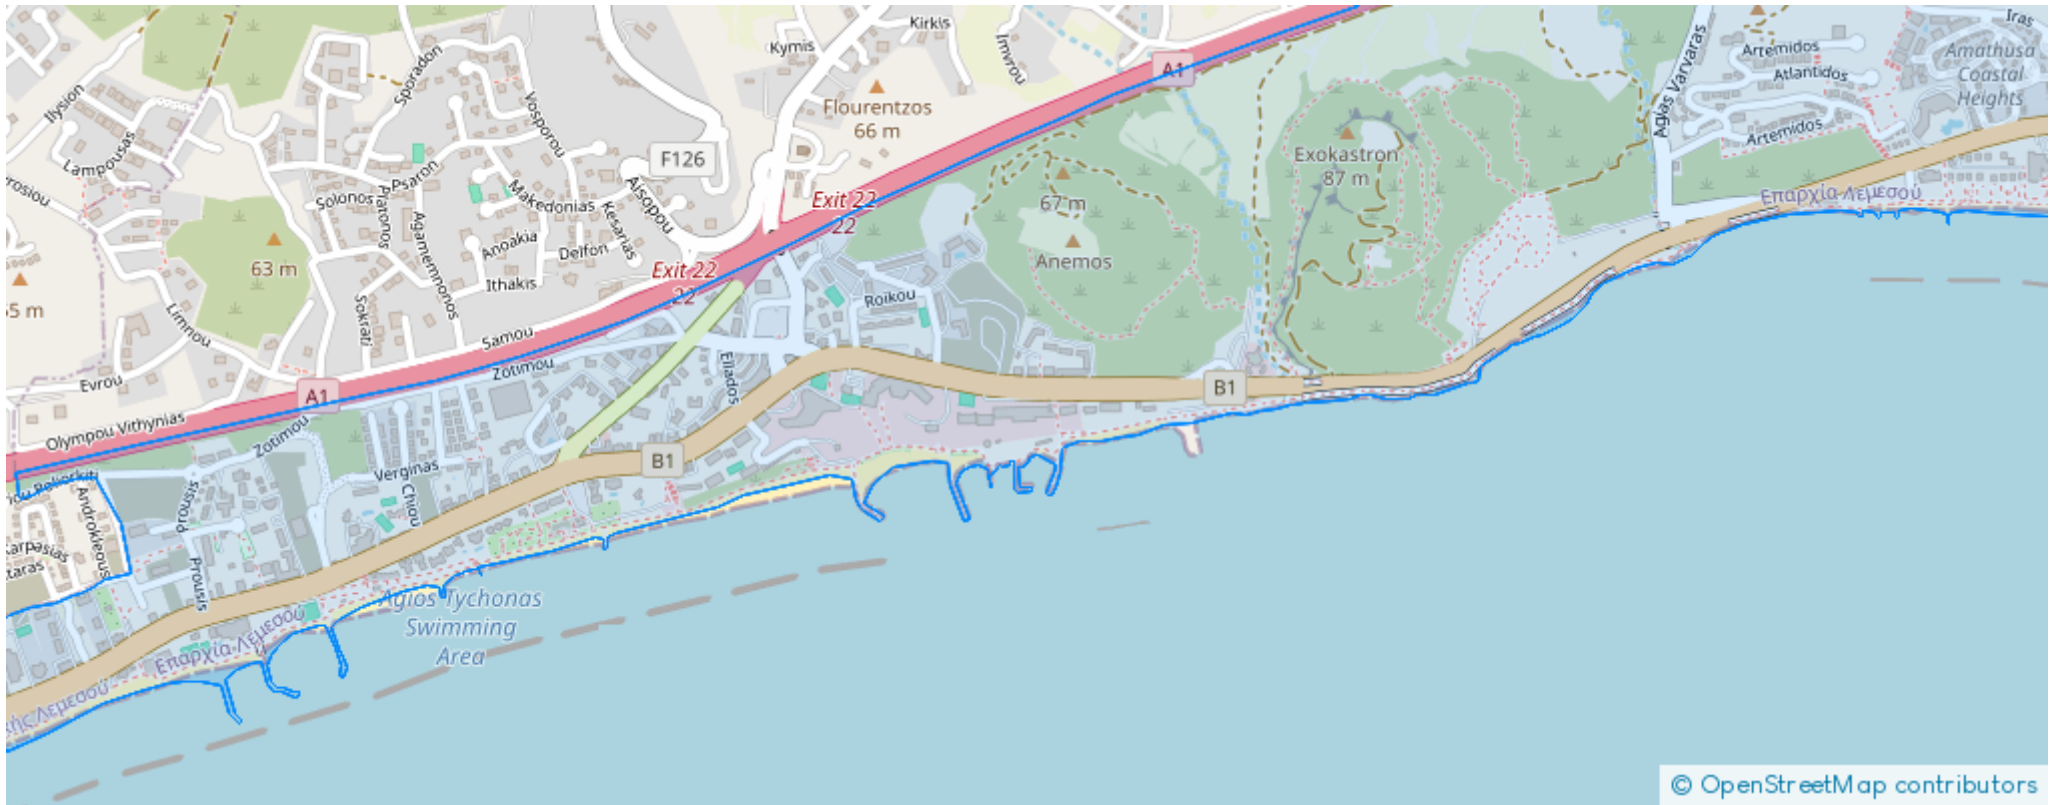 Kirkis
Kymis
Imvrou
A1
Iras
Artemidos
Amathusa
Coastal
Heights
Atlantidos
Artemidos
Agias Varvaras
Ilysion
Sporadon
Vosporou
Flourentzos
66 m
F126
Lampousas
Psaron
Solonos
Platonos
Makedonias
Aisopou
Kesarias
Agamemnonos
Exokastron
87 m
67 m
Anemos
Επαρχία Λεμεσού
Exit 22
22
Anoakia
Delfon
Ithakis
63 m
Exit 22
22
Sokrati
Limnou
Roikou
Samou
Zotimou
Ellados
Evrou
A1
B1
Olympou Vithynias
Zotimou
Verginas
Chiou
B1
Prousis
Androkleous
Karpasias
Prousis
Agios Tychonas
Swimming
Area
Επαρχία Λεμεσού
Λεμεσού
© OpenStreetMap contributors